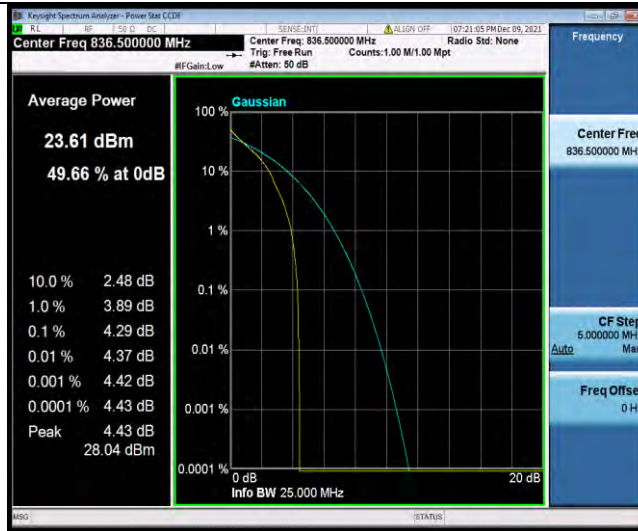 Keysight Spectrum Analyzer - Power Stat CCDF
RL RF 50 Ω DC SENSE:INT ALIGN OFF 07:21:05 PM Dec 09, 2021
Center Freq 836.500000 MHz
Center Freq: 836.500000 MHz Radio Std: None
Trig: Free Run Counts:1.00 M/1.00 Mpt
#IFGain:Low #Atten: 50 dB
Frequency
Average Power
23.61 dBm
49.66 % at 0dB
10.0 % 2.48 dB
1.0 % 3.89 dB
0.1 % 4.29 dB
0.01 % 4.37 dB
0.001 % 4.42 dB
0.0001 % 4.43 dB
Peak 4.43 dB
28.04 dBm
Gaussian
100 %
10 %
1 %
0.1 %
0.01 %
0.001 %
0.0001 %
0 dB 20 dB
Info BW 25.000 MHz
Center Fre
836.500000 MH
CF Step
5.000000 MH
Auto Ma
Freq Offse
0 H
MSG STATUS